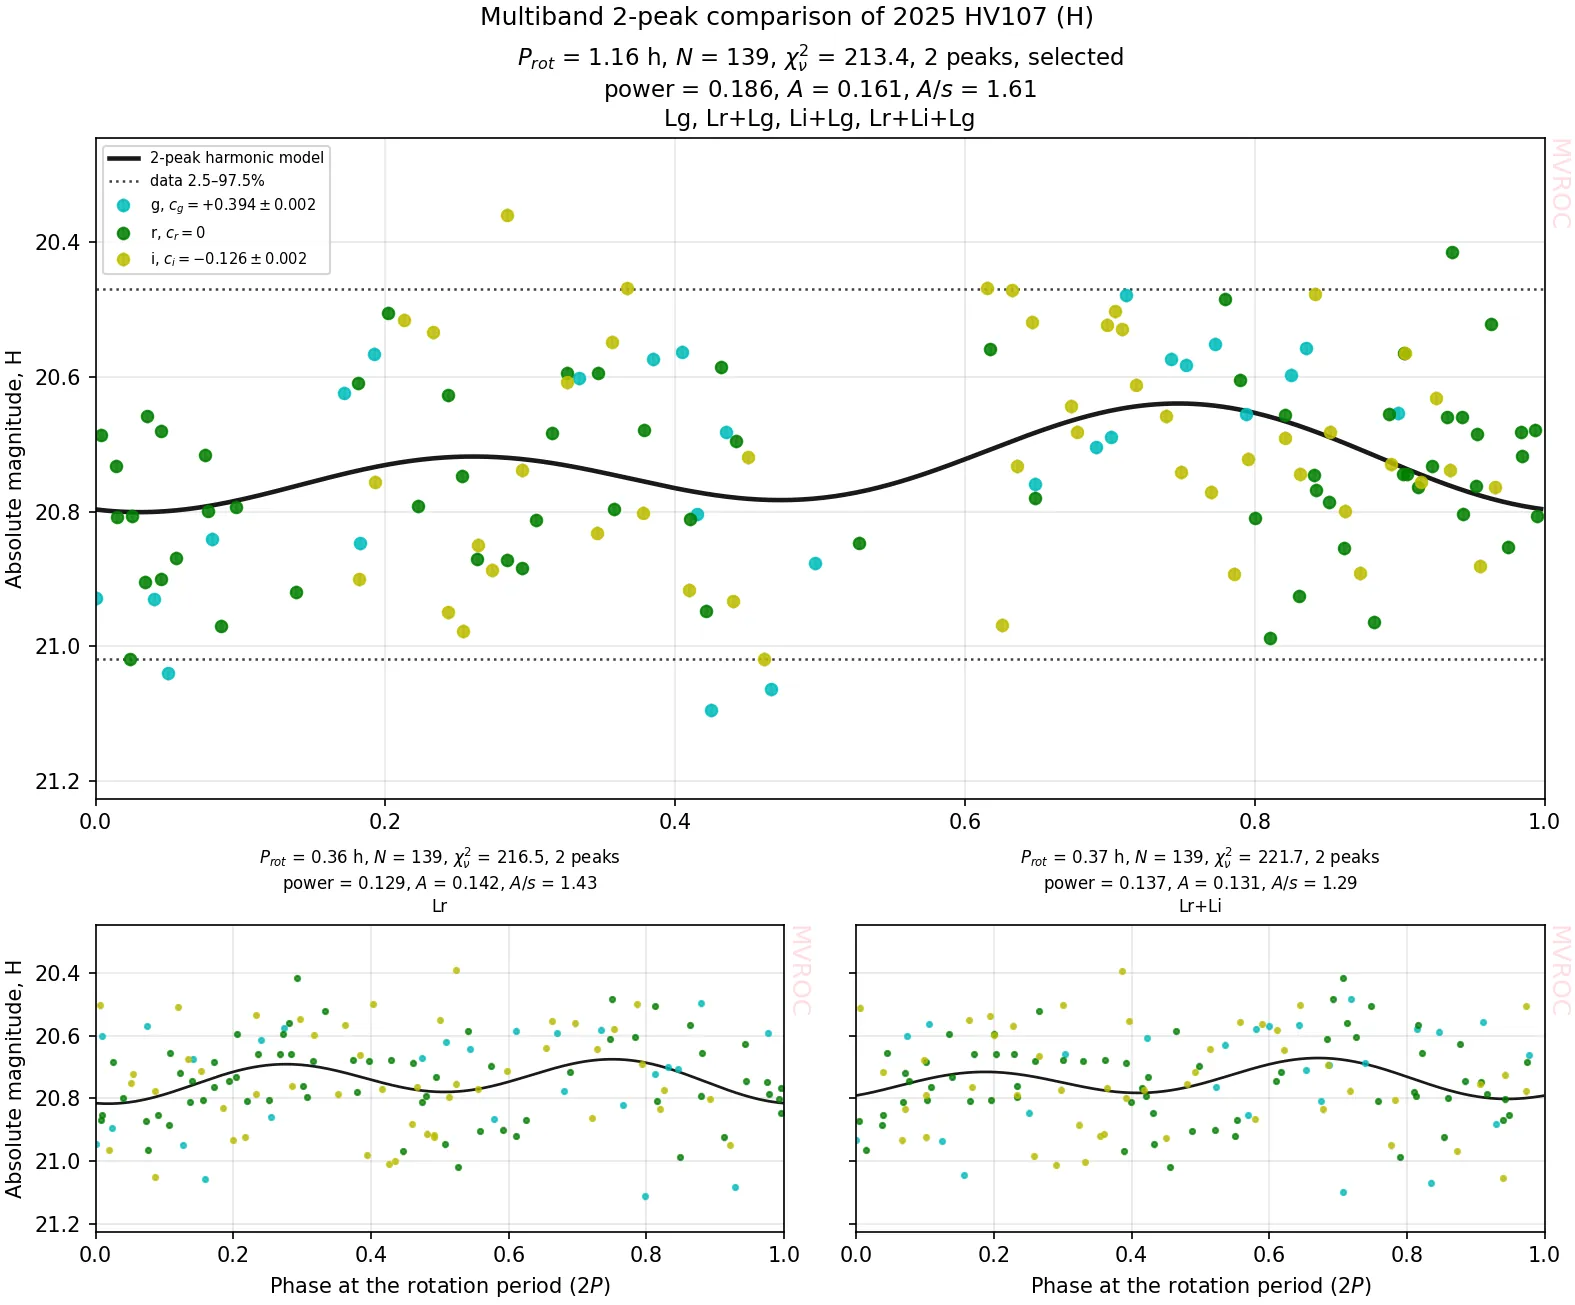 Multiband 2-peak comparison of 2025 HV107 (H)
P_rot = 1.16 h, N = 139, χ²_ν = 213.4, 2 peaks, selected
power = 0.186, A = 0.161, A/s = 1.61
Lg, Lr+Lg, Li+Lg, Lr+Li+Lg
2-peak harmonic model
data 2.5–97.5%
g, c_g = +0.394 ± 0.002
r, c_r = 0
i, c_i = −0.126 ± 0.002
MVROC
Absolute magnitude, H
20.4
20.6
20.8
21.0
21.2
0.0 0.2 0.4 0.6 0.8 1.0
P_rot = 0.36 h, N = 139, χ²_ν = 216.5, 2 peaks
power = 0.129, A = 0.142, A/s = 1.43
Lr
MVROC
Absolute magnitude, H
20.4
20.6
20.8
21.0
21.2
0.0 0.2 0.4 0.6 0.8 1.0
Phase at the rotation period (2P)
P_rot = 0.37 h, N = 139, χ²_ν = 221.7, 2 peaks
power = 0.137, A = 0.131, A/s = 1.29
Lr+Li
MVROC
0.0 0.2 0.4 0.6 0.8 1.0
Phase at the rotation period (2P)